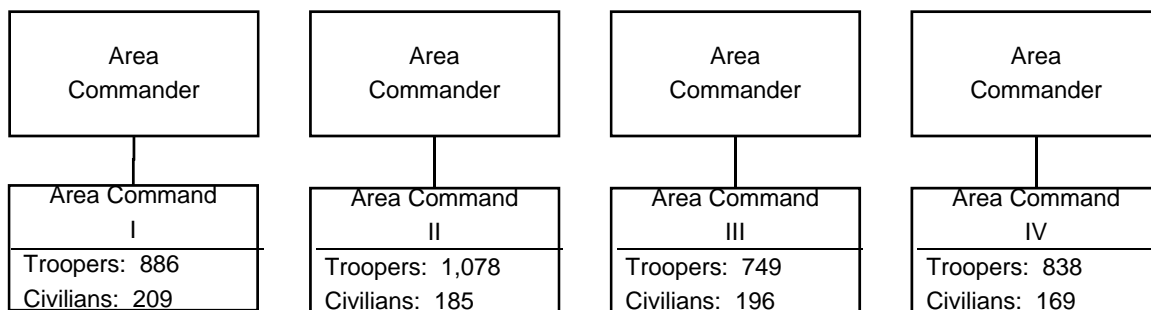 Area
Commander
Area
Commander
Area
Commander
Area
Commander
Area Command
I
Troopers: 886
Civilians: 209
Area Command
II
Troopers: 1,078
Civilians: 185
Area Command
III
Troopers: 749
Civilians: 196
Area Command
IV
Troopers: 838
Civilians: 169